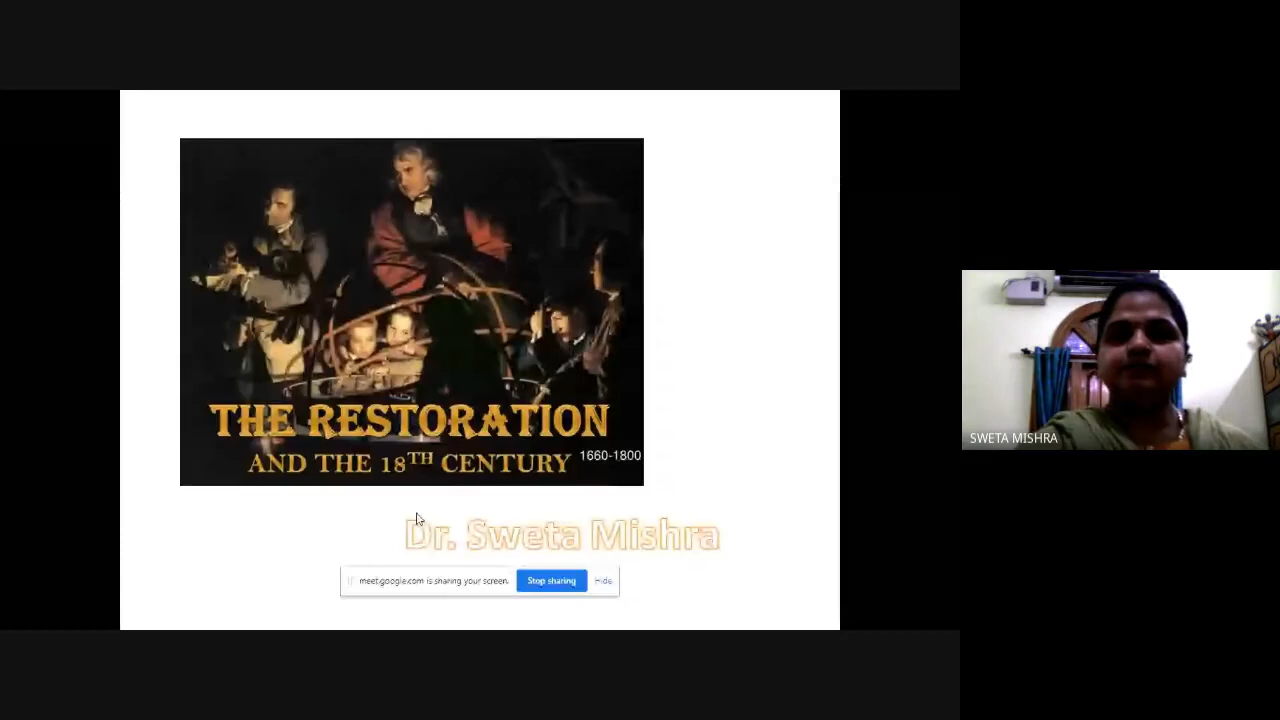 THE RESTORATION
AND THE 18TH CENTURY
1660-1800
Dr. Sweta Mishra
meet.google.com is sharing your screen.
Stop sharing
Hide
SWETA MISHRA